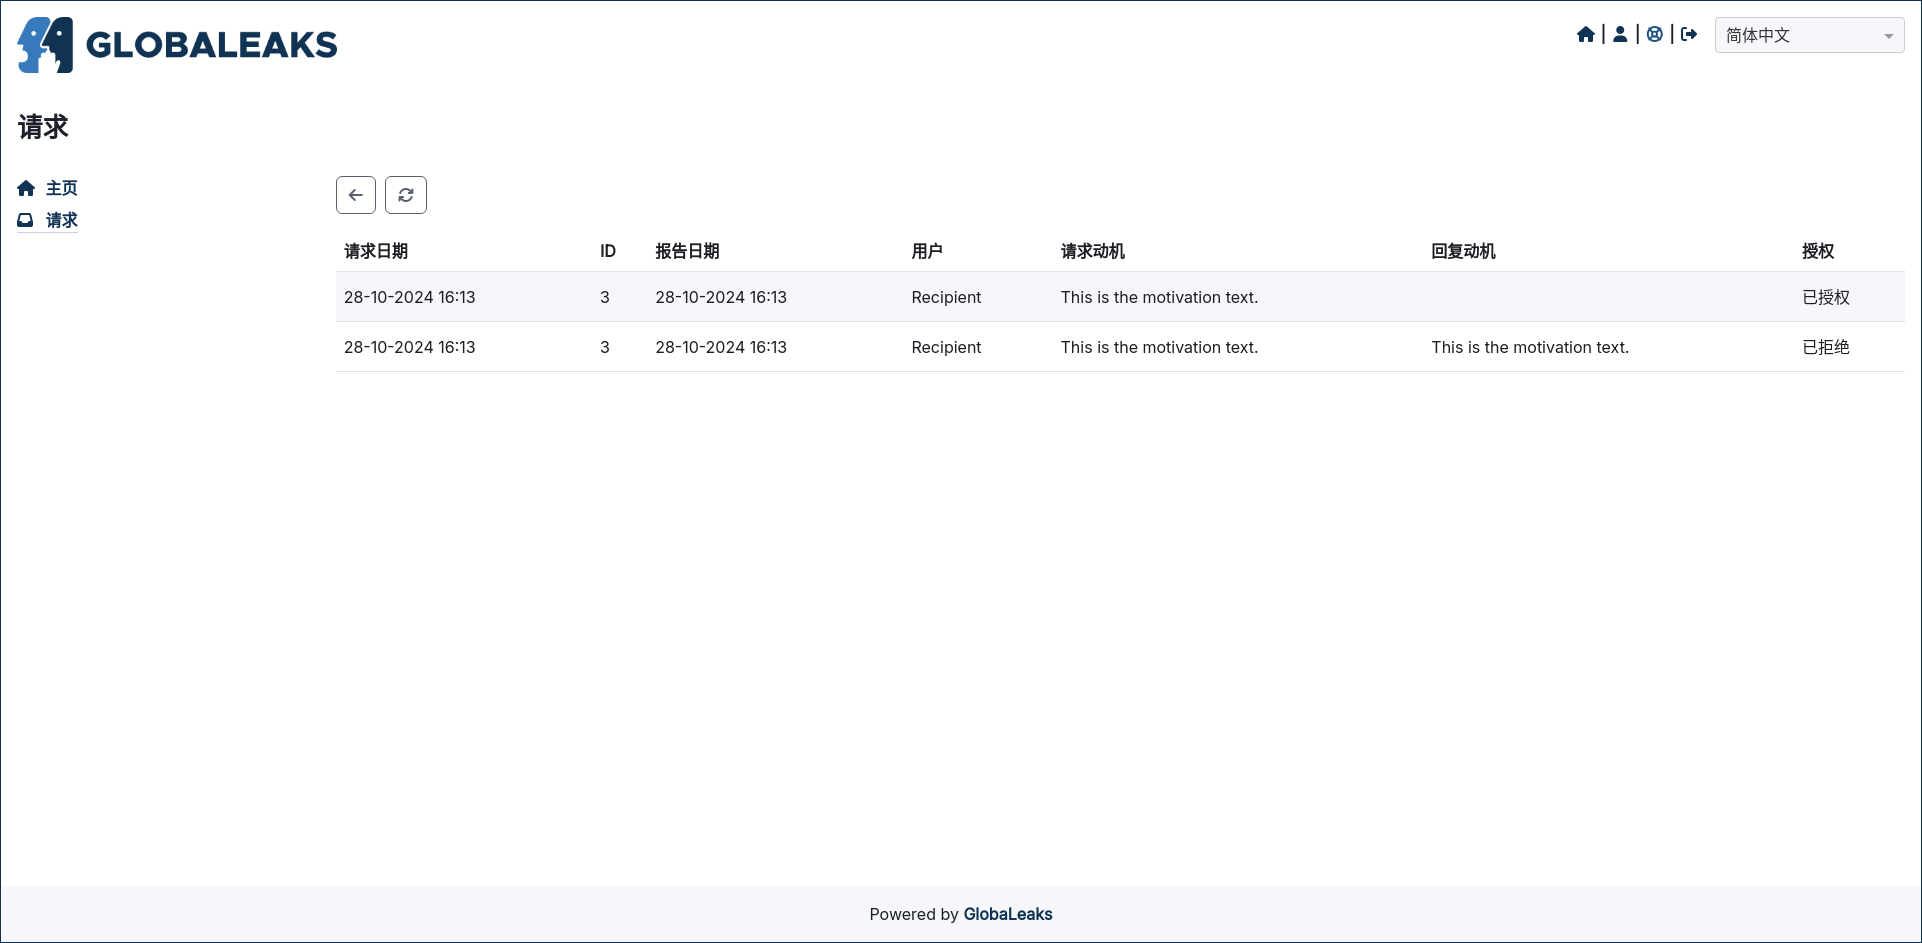 GLOBALEAKS
简体中文
请求
主页
请求
请求日期 ID 报告日期 用户 请求动机 回复动机 授权
28-10-2024 16:13 3 28-10-2024 16:13 Recipient This is the motivation text. 已授权
28-10-2024 16:13 3 28-10-2024 16:13 Recipient This is the motivation text. This is the motivation text. 已拒绝
Powered by GlobaLeaks